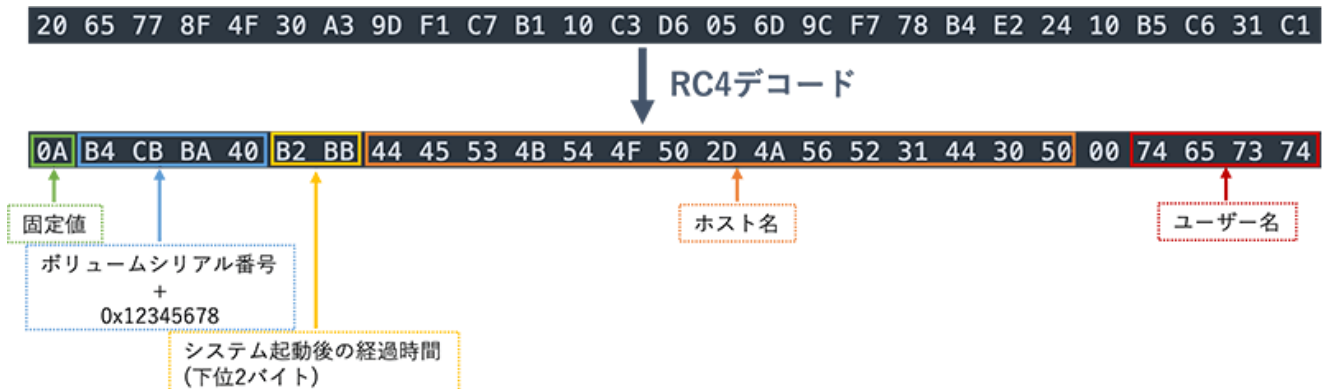 20 65 77 8F 4F 30 A3 9D F1 C7 B1 10 C3 D6 05 6D 9C F7 78 B4 E2 24 10 B5 C6 31 C1
RC4デコード
0A B4 CB BA 40 B2 BB 44 45 53 4B 54 4F 50 2D 4A 56 52 31 44 30 50 00 74 65 73 74
固定値
ホスト名
ユーザー名
ボリュームシリアル番号
+
0x12345678
システム起動後の経過時間
(下位2バイト)